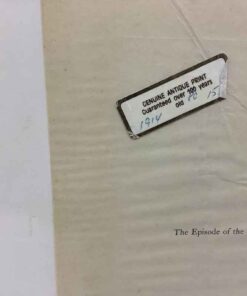 GENUINE ANTIQUE PRINT
Guaranteed over 100 years
old
1914
15
The Episode of the